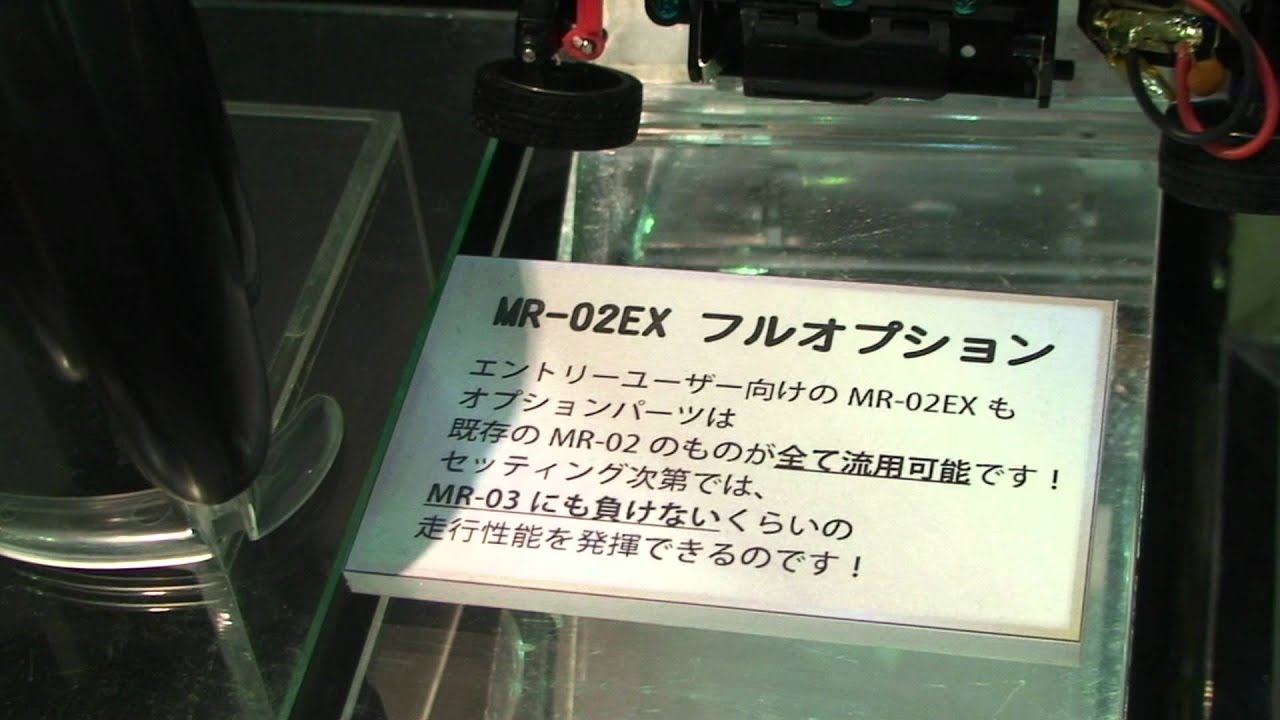 MR-02EX フルオプション
エントリーユーザー向けの MR-02EX も
オプションパーツは
既存の MR-02 のものが全て流用可能です！
セッティング次第では、
MR-03 にも負けないくらいの
走行性能を発揮できるのです！